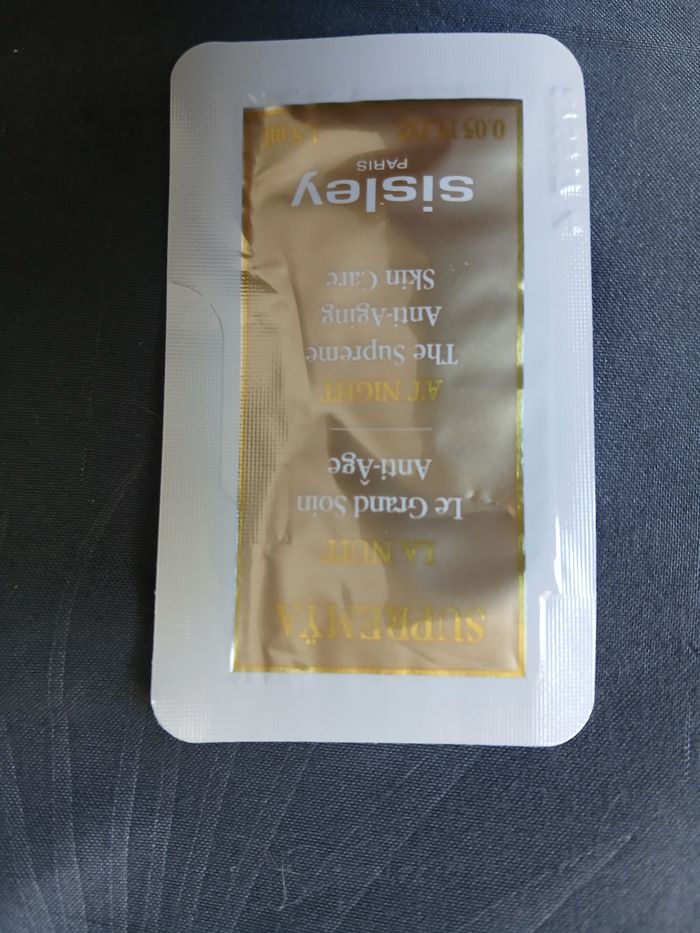 SUPREMŸA
LA NUIT
Le Grand Soin
Anti-Âge
AT NIGHT
The Supreme
Anti-Aging
Skin Care
sisley
PARIS
0.05 FL.OZ 1.5 ml